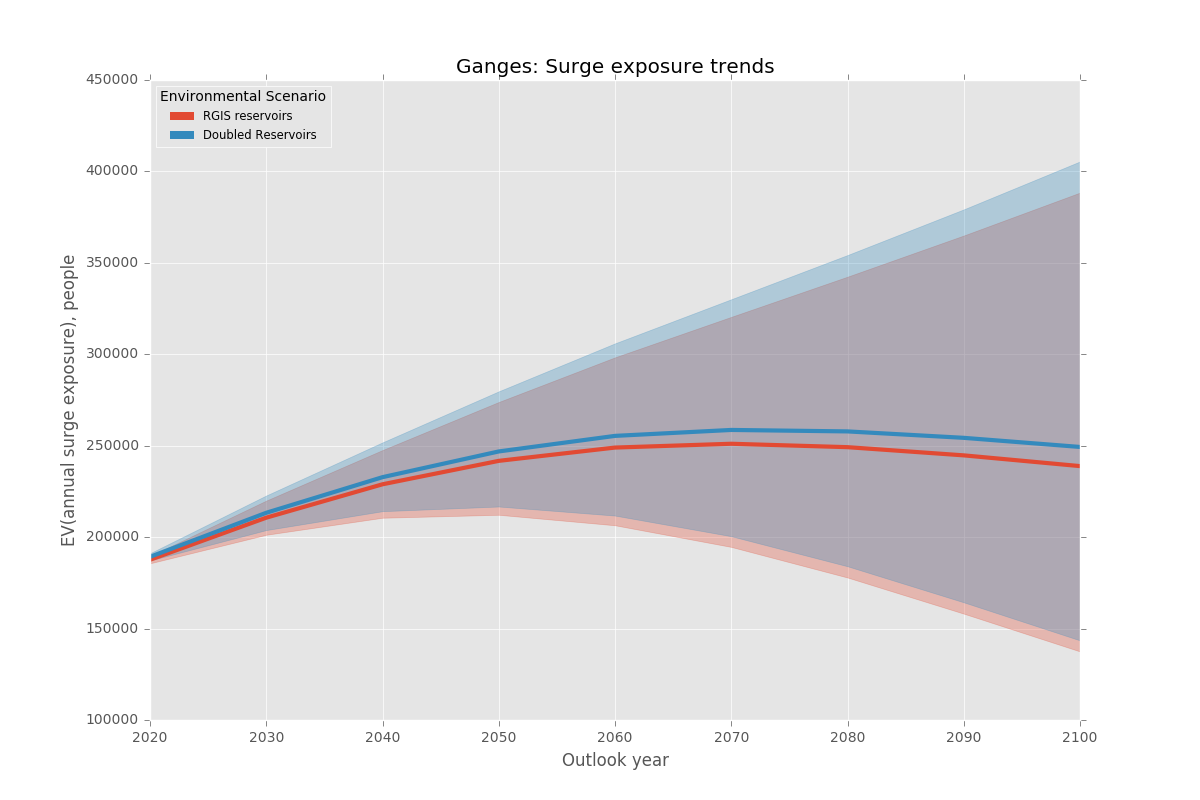 Ganges: Surge exposure trends
450000
Environmental Scenario
RGIS reservoirs
Doubled Reservoirs
400000
350000
300000
250000
200000
150000
100000
EV(annual surge exposure), people
2020 2030 2040 2050 2060 2070 2080 2090 2100
Outlook year